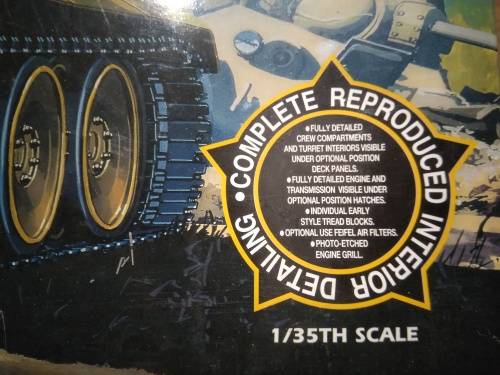 COMPLETE REPRODUCED INTERIOR DETAILING •
• FULLY DETAILED
CREW COMPARTMENTS
AND TURPET INTERIORS VISIBLE
UNDER OPTIONAL POSITION
DECK PANELS.
• FULLY DETAILED ENGINE AND
TRANSMISSION VISIBLE UNDER
OPTIONAL POSITION HATCHES.
• INDIVIDUAL EARLY
STYLE TREAD BLOCKS.
• OPTIONAL USE FEIFEL AIR FILTERS.
• PHOTO-ETCHED
ENGINE GRILL.
1/35TH SCALE